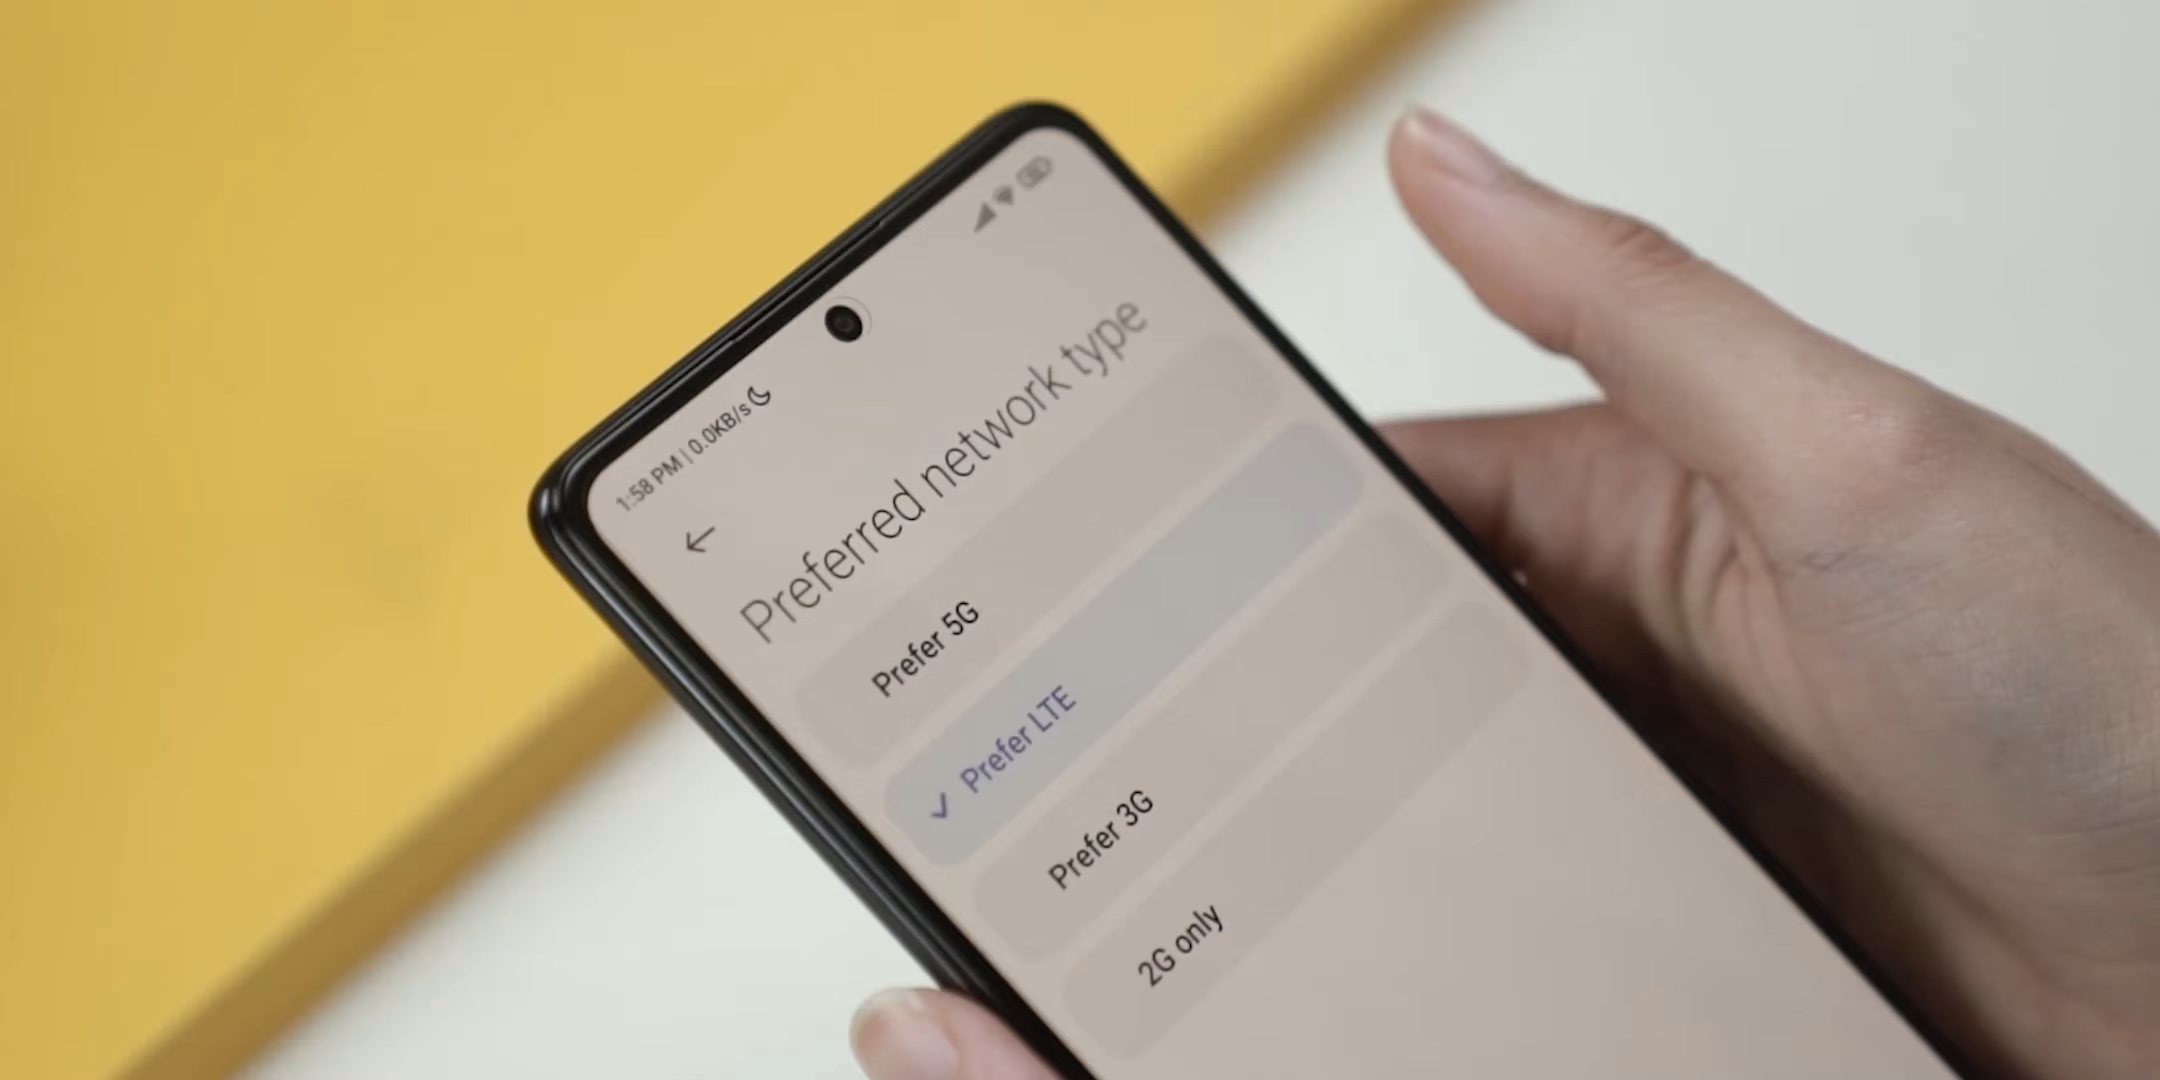 1:58 PM | 0.0KB/s
Preferred network type
Prefer 5G
Prefer LTE
Prefer 3G
2G only